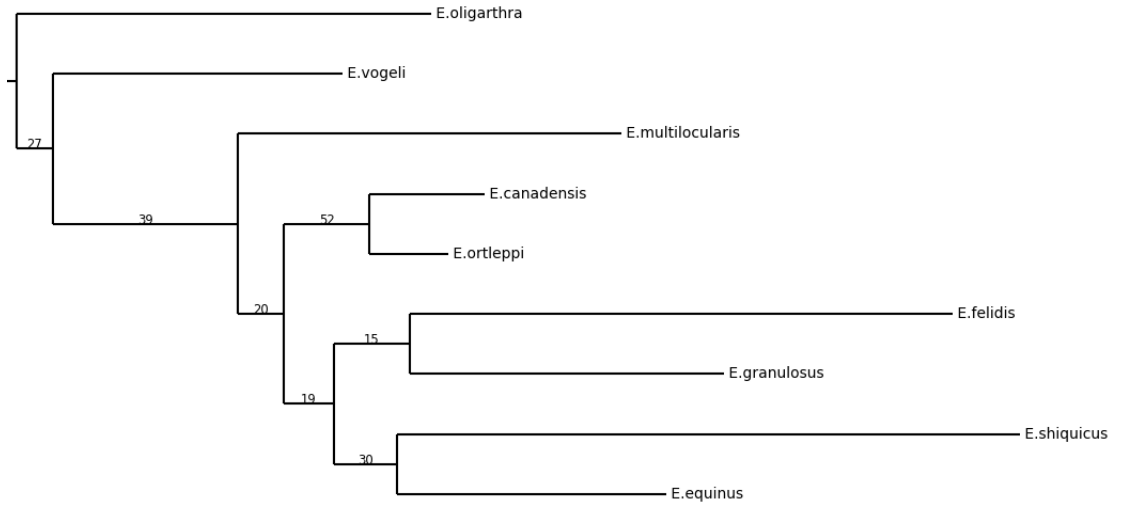 E.oligarthra
E.vogeli
27
E.multilocularis
E.canadensis
39
52
E.ortleppi
20
E.felidis
15
E.granulosus
19
E.shiquicus
30
E.equinus